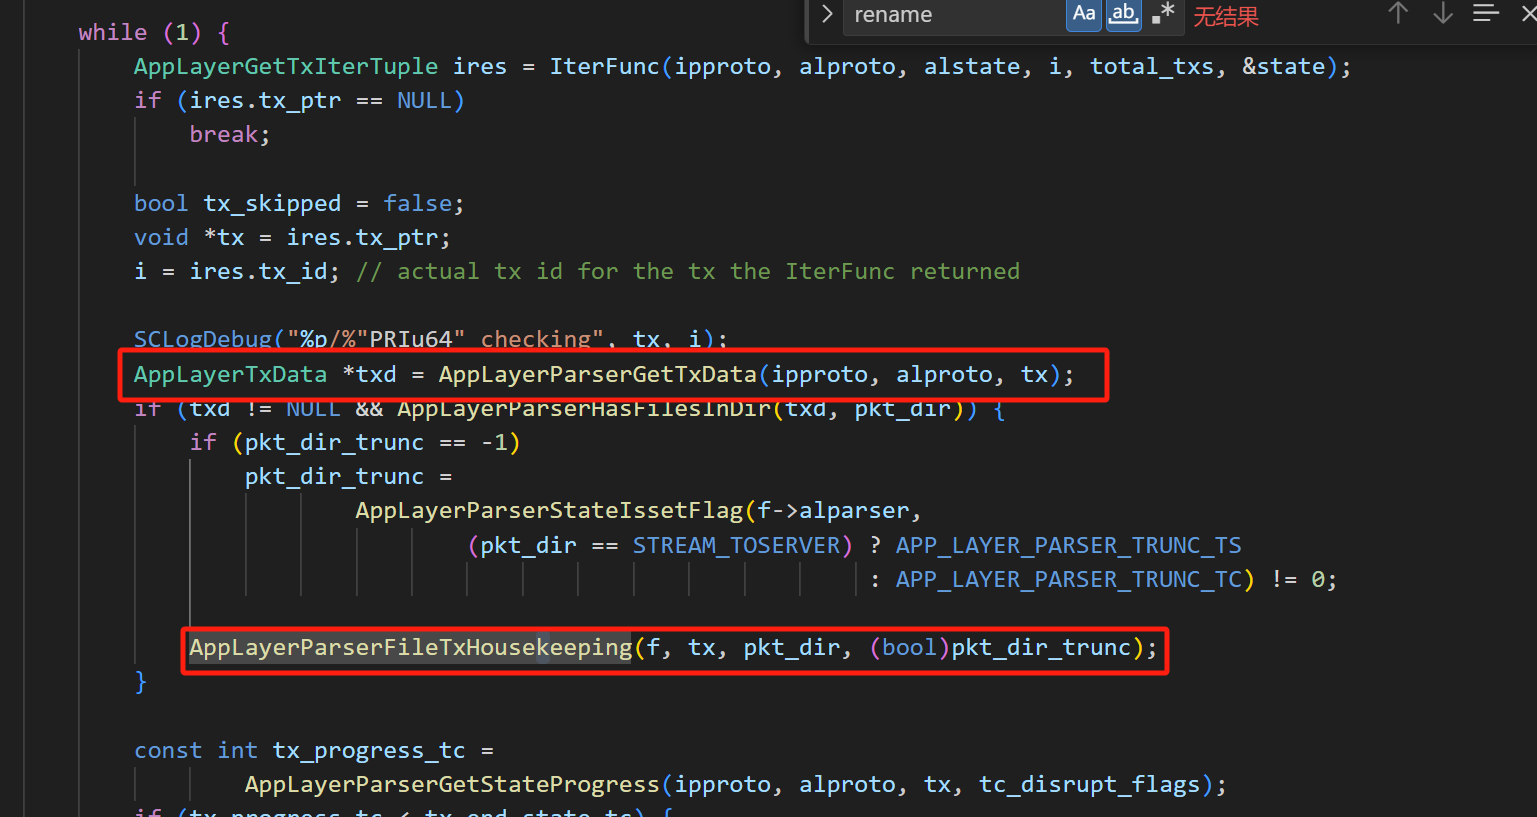 rename Aa ab .* 无结果
while (1) {
AppLayerGetTxIterTuple ires = IterFunc(ipproto, alproto, alstate, i, total_txs, &state);
if (ires.tx_ptr == NULL)
break;
bool tx_skipped = false;
void *tx = ires.tx_ptr;
i = ires.tx_id; // actual tx id for the tx the IterFunc returned
SCLogDebug("%p/%"PRIu64" checking", tx, i);
AppLayerTxData *txd = AppLayerParserGetTxData(ipproto, alproto, tx);
if (txd != NULL && AppLayerParserHasFilesInDir(txd, pkt_dir)) {
if (pkt_dir_trunc == -1)
pkt_dir_trunc =
AppLayerParserStateIssetFlag(f->alparser,
(pkt_dir == STREAM_TOSERVER) ? APP_LAYER_PARSER_TRUNC_TS
: APP_LAYER_PARSER_TRUNC_TC) != 0;
AppLayerParserFileTxHousekeeping(f, tx, pkt_dir, (bool)pkt_dir_trunc);
}
const int tx_progress_tc =
AppLayerParserGetStateProgress(ipproto, alproto, tx, tc_disrupt_flags);
if (tx_progress_tc < tx_end_state_tc) {